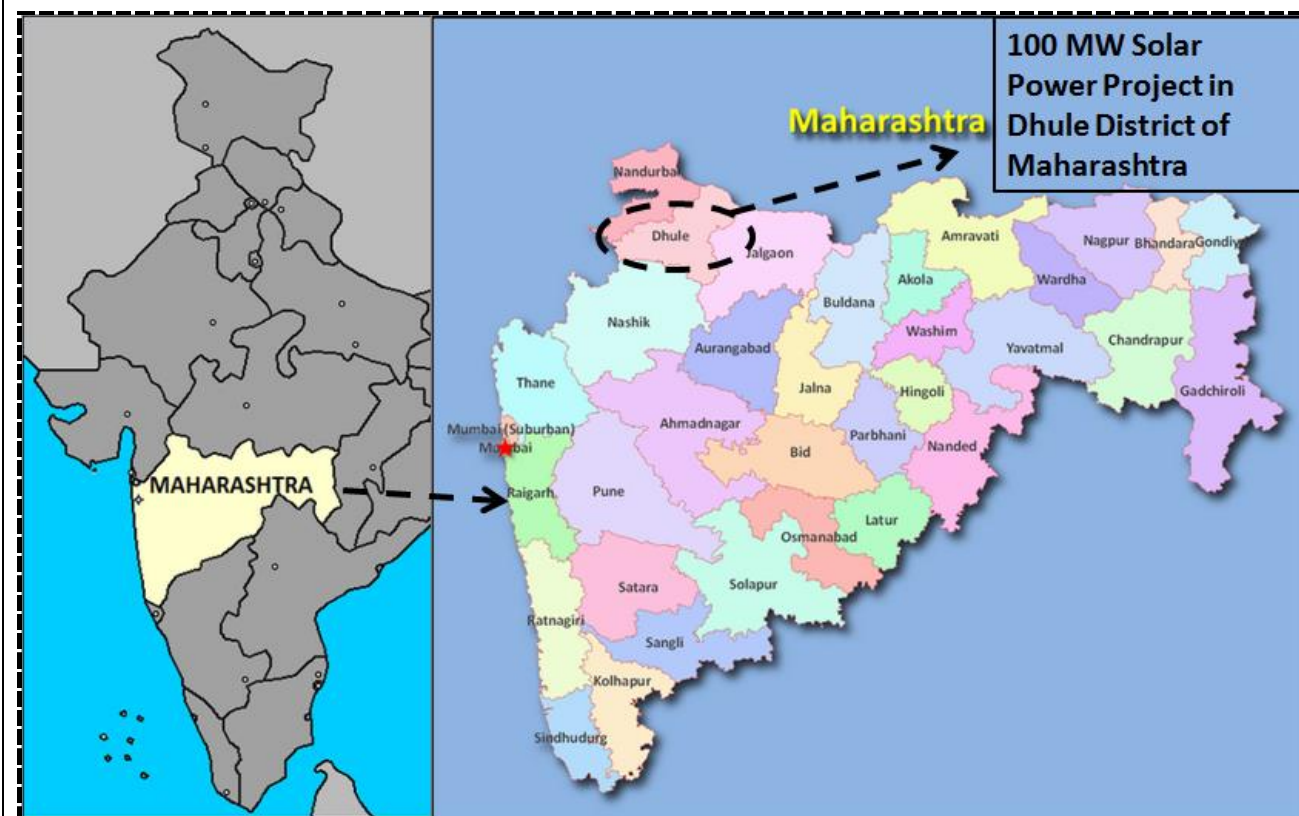 MAHARASHTRA
100 MW Solar
Power Project in
Dhule District of
Maharashtra
Maharashtra
Nandurbar
Dhule
Jalgaon
Amravati
Nagpur
Bhandara
Gondiy
Akola
Wardha
Buldana
Nashik
Aurangabad
Washim
Yavatmal
Chandrapur
Thane
Jalna
Hingoli
Gadchiroli
Ahmadnagar
Mumbai (Suburban)
Mumbai
Parbhani
Nanded
Bid
Raigarh
Pune
Latur
Osmanabad
Satara
Solapur
Ratnagiri
Sangli
Kolhapur
Sindhudurg